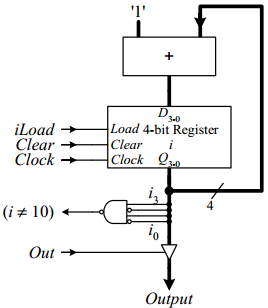 '1'
+
D3-0
iLoad Load 4-bit Register
Clear Clear i
Clock Clock Q3-0
i3
4
(i ≠ 10)
i0
Out
Output